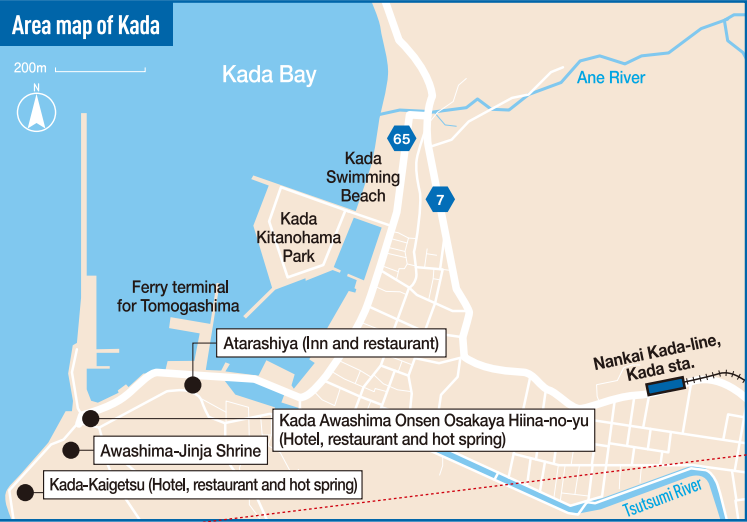 Area map of Kada
200m
N
Kada Bay
Ane River
65
Kada
Swimming
Beach
7
Kada
Kitanohama
Park
Ferry terminal
for Tomogashima
Atarashiya (Inn and restaurant)
Nankai Kada-line,
Kada sta.
Kada Awashima Onsen Osakaya Hiina-no-yu
(Hotel, restaurant and hot spring)
Awashima-Jinja Shrine
Kada-Kaigetsu (Hotel, restaurant and hot spring)
Tsutsumi River